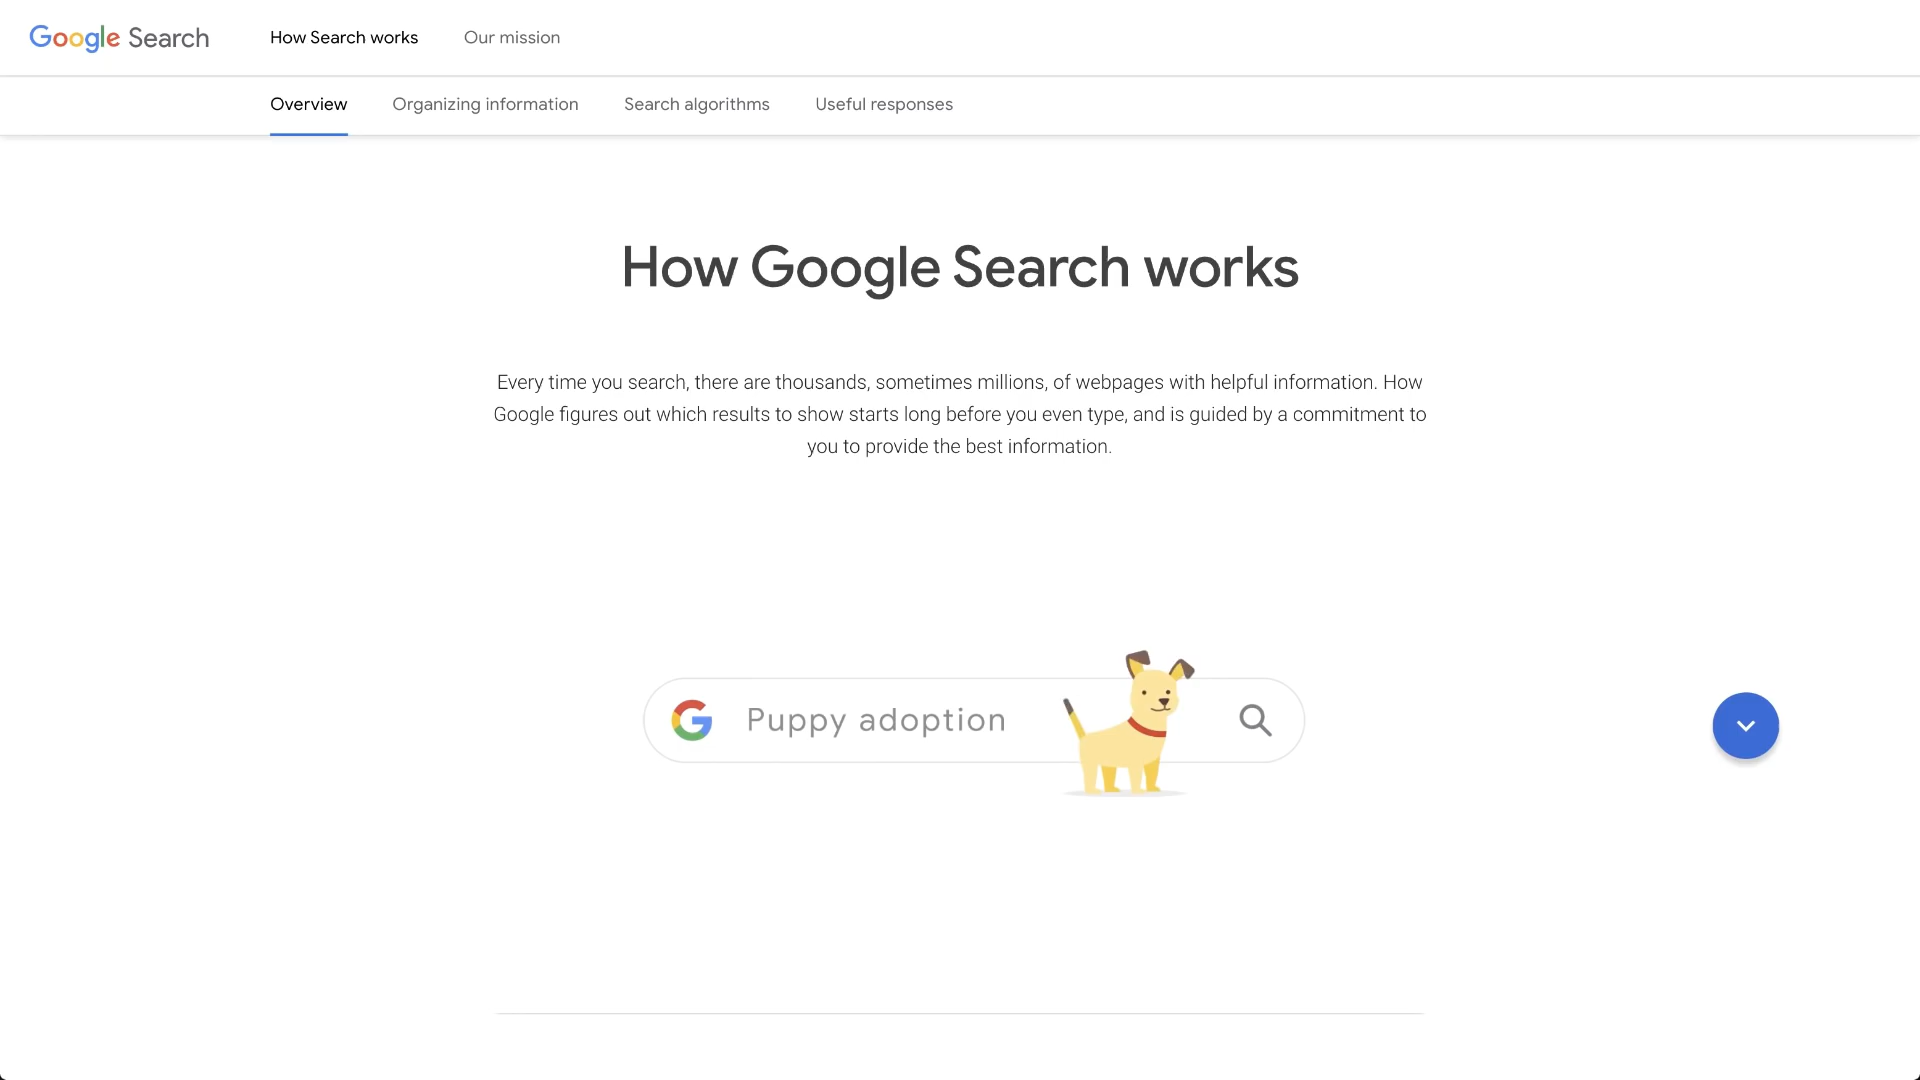 Google Search
How Search works
Our mission
Overview
Organizing information
Search algorithms
Useful responses
How Google Search works
Every time you search, there are thousands, sometimes millions, of webpages with helpful information. How
Google figures out which results to show starts long before you even type, and is guided by a commitment to
you to provide the best information.
Puppy adoption